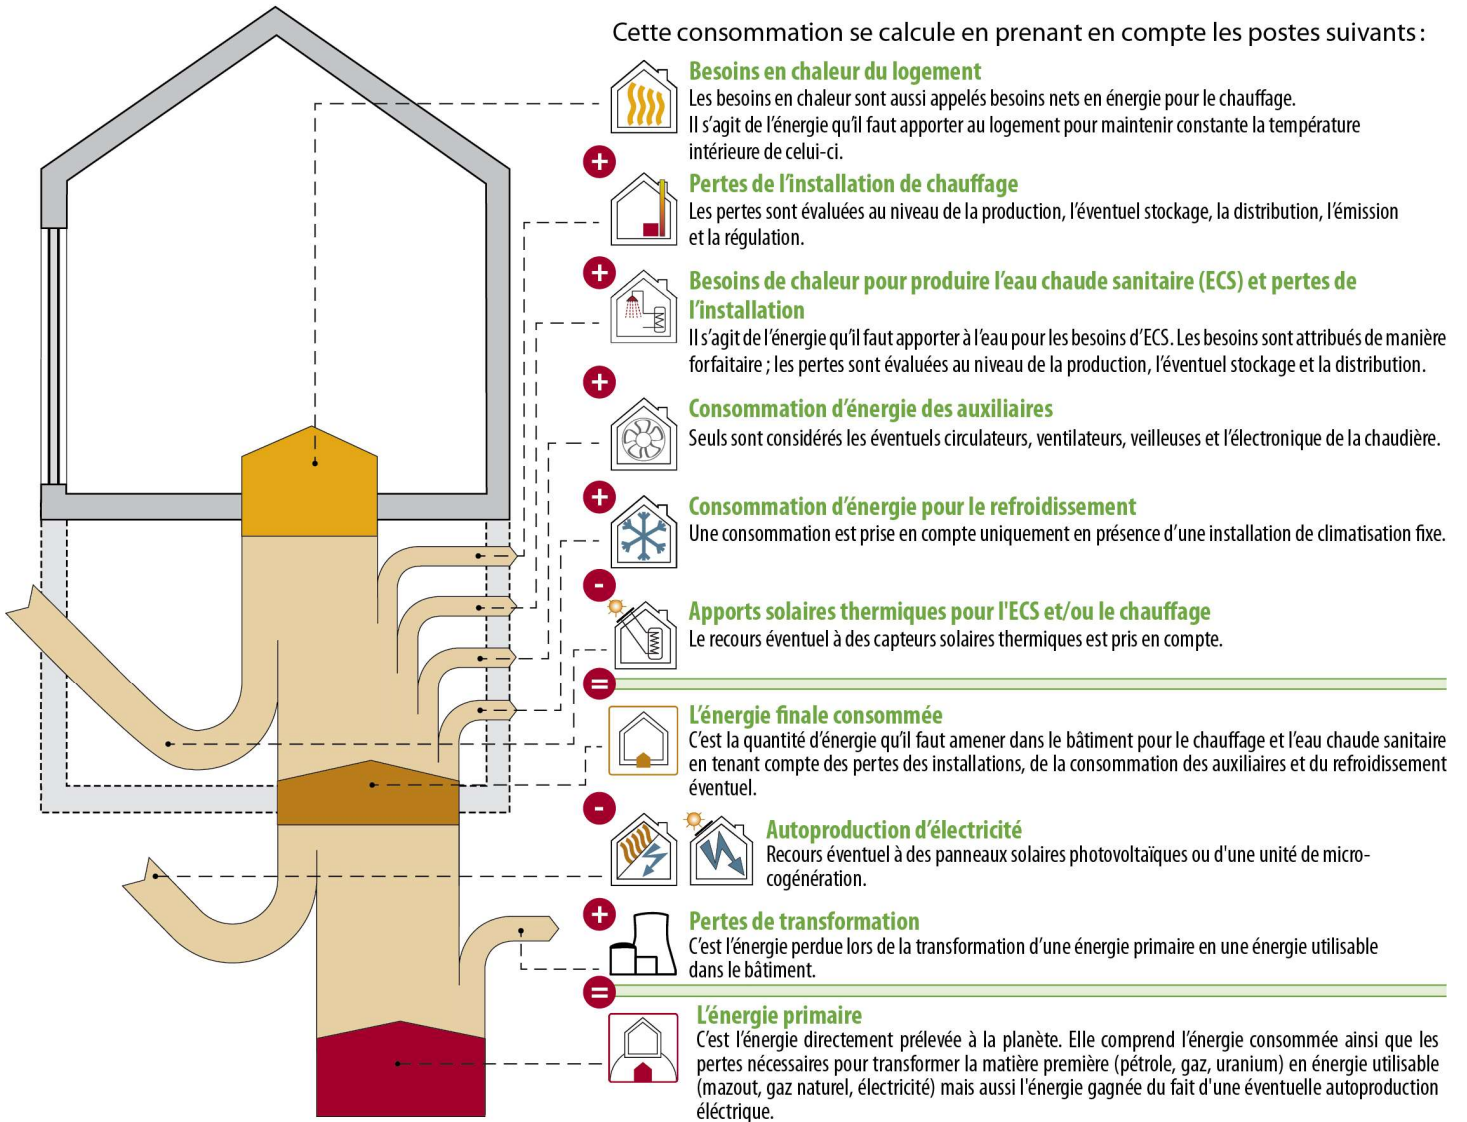 Cette consommation se calcule en prenant en compte les postes suivants :
Besoins en chaleur du logement
Les besoins en chaleur sont aussi appelés besoins nets en énergie pour le chauffage.
Il s'agit de l'énergie qu'il faut apporter au logement pour maintenir constante la température
intérieure de celui-ci.
+
Pertes de l'installation de chauffage
Les pertes sont évaluées au niveau de la production, l'éventuel stockage, la distribution, l'émission
et la régulation.
+
Besoins de chaleur pour produire l'eau chaude sanitaire (ECS) et pertes de
l'installation
Il s'agit de l'énergie qu'il faut apporter à l'eau pour les besoins d'ECS. Les besoins sont attribués de manière
forfaitaire ; les pertes sont évaluées au niveau de la production, l'éventuel stockage et la distribution.
+
Consommation d'énergie des auxiliaires
Seuls sont considérés les éventuels circulateurs, ventilateurs, veilleuses et l'électronique de la chaudière.
+
Consommation d'énergie pour le refroidissement
Une consommation est prise en compte uniquement en présence d'une installation de climatisation fixe.
-
Apports solaires thermiques pour l'ECS et/ou le chauffage
Le recours éventuel à des capteurs solaires thermiques est pris en compte.
=
L'énergie finale consommée
C'est la quantité d'énergie qu'il faut amener dans le bâtiment pour le chauffage et l'eau chaude sanitaire
en tenant compte des pertes des installations, de la consommation des auxiliaires et du refroidissement
éventuel.
-
Autoproduction d'électricité
Recours éventuel à des panneaux solaires photovoltaïques ou d'une unité de micro-
cogénération.
+
Pertes de transformation
C'est l'énergie perdue lors de la transformation d'une énergie primaire en une énergie utilisable
dans le bâtiment.
=
L'énergie primaire
C'est l'énergie directement prélevée à la planète. Elle comprend l'énergie consommée ainsi que les
pertes nécessaires pour transformer la matière première (pétrole, gaz, uranium) en énergie utilisable
(mazout, gaz naturel, électricité) mais aussi l'énergie gagnée du fait d'une éventuelle autoproduction
éléctrique.